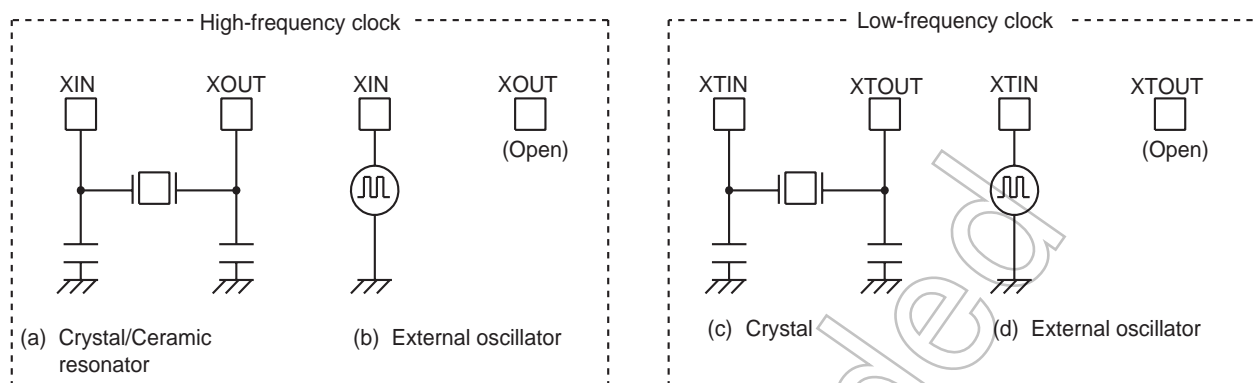 High-frequency clock
XIN XOUT XIN XOUT
(Open)
(a) Crystal/Ceramic
resonator
(b) External oscillator
Low-frequency clock
XTIN XTOUT XTIN XTOUT
(Open)
(c) Crystal
(d) External oscillator
ded